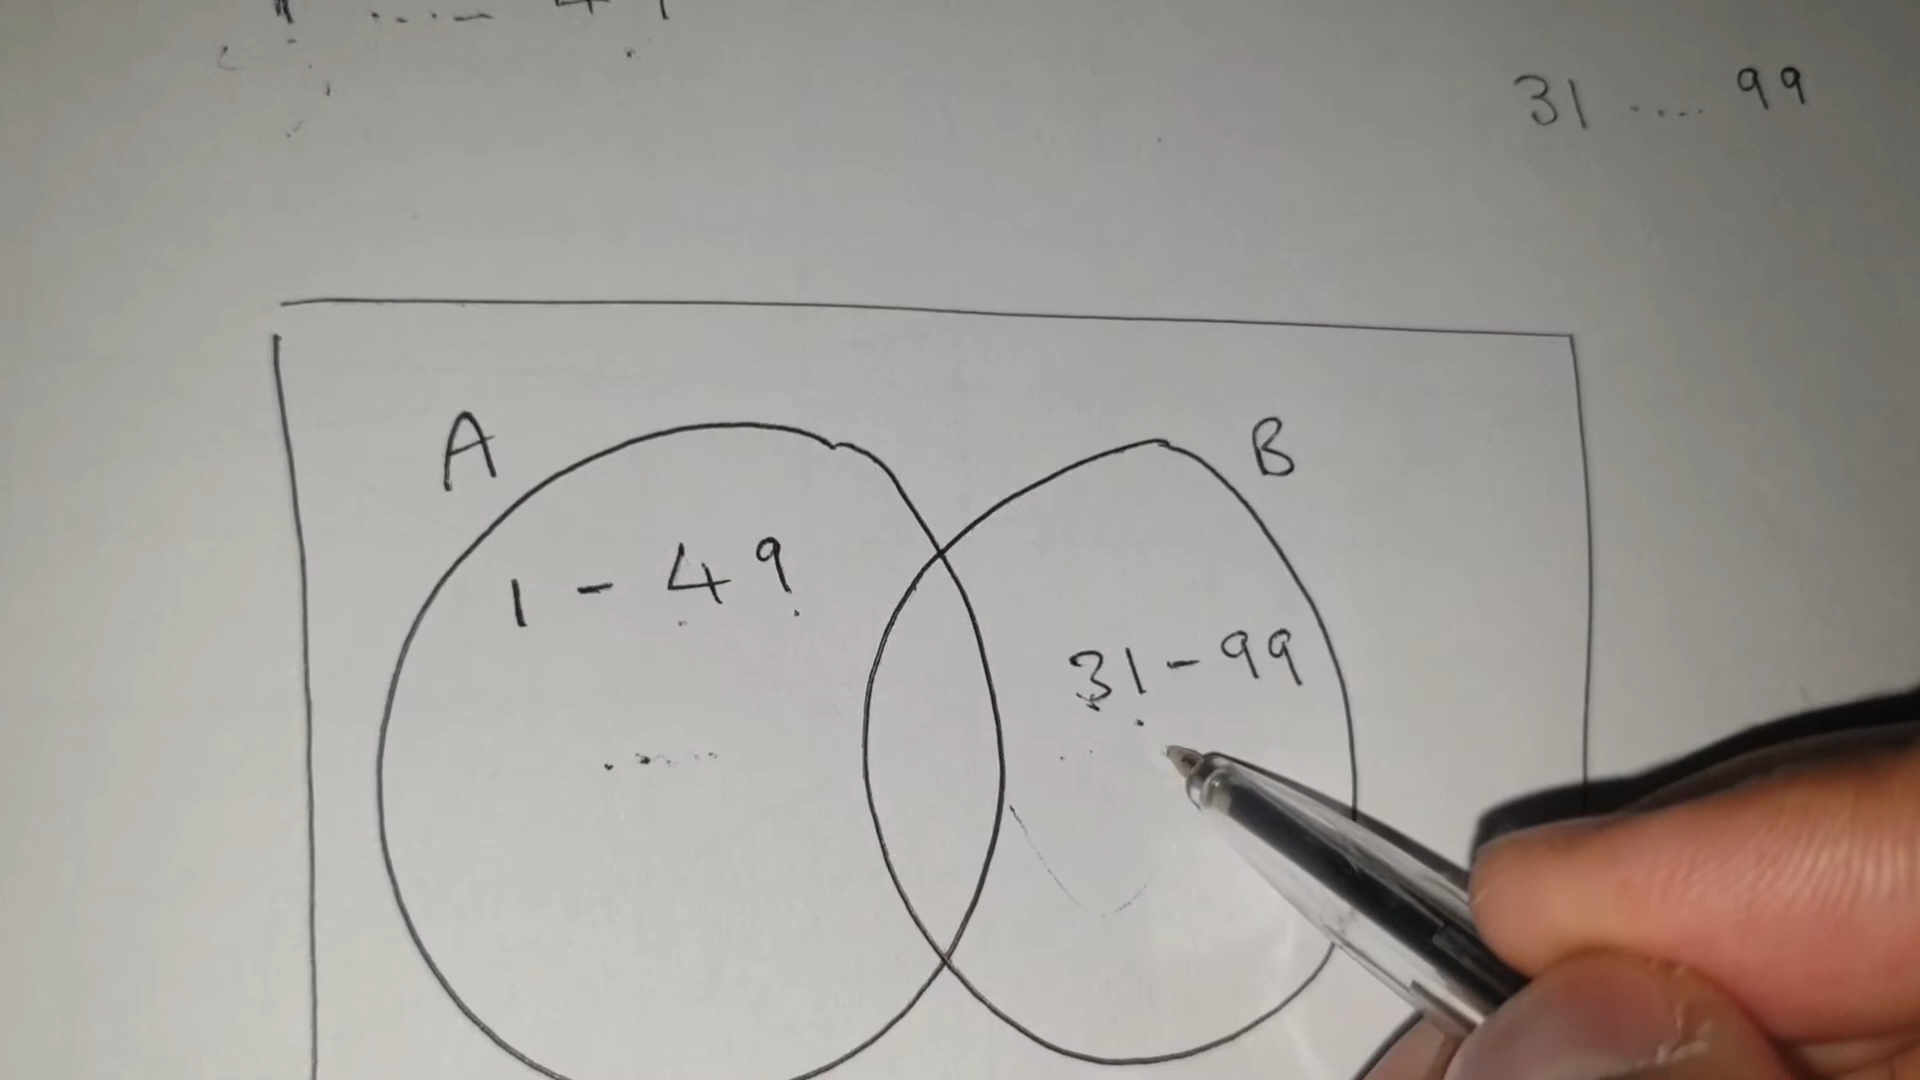 31 .... 99
A
B
1 - 49
31 - 99
.....